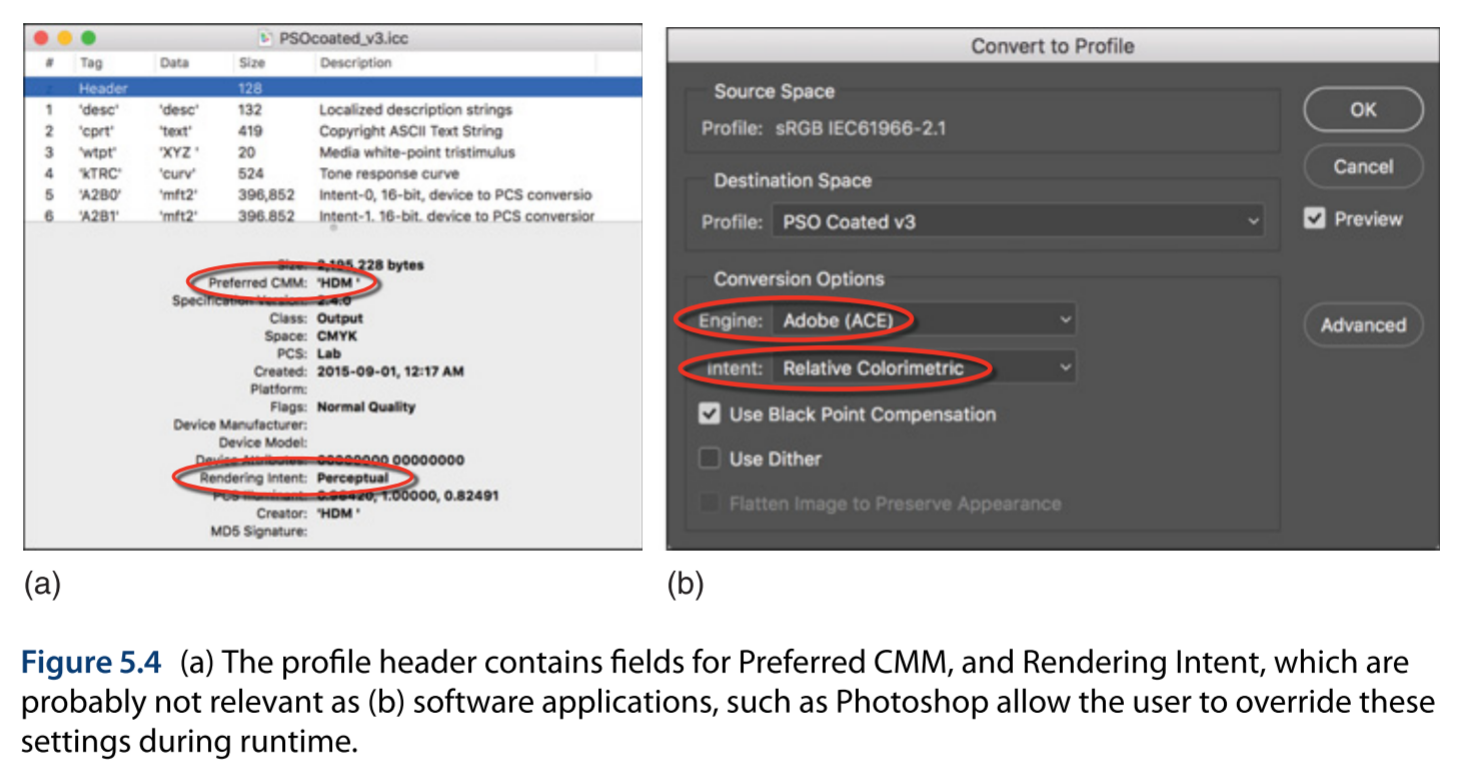 PSOcoated_v3.icc
# Tag Data Size Description
Header 128
1 'desc' 'desc' 132 Localized description strings
2 'cprt' 'text' 419 Copyright ASCII Text String
3 'wtpt' 'XYZ ' 20 Media white-point tristimulus
4 'kTRC' 'curv' 524 Tone response curve
5 'A2B0' 'mft2' 396,852 Intent-0, 16-bit, device to PCS conversio
6 'A2B1' 'mft2' 396.852 Intent-1. 16-bit. device to PCS conversior
Size: 2,195,228 bytes
Preferred CMM: 'HDM '
Specification Version: 2.4.0
Class: Output
Space: CMYK
PCS: Lab
Created: 2015-09-01, 12:17 AM
Platform:
Flags: Normal Quality
Device Manufacturer:
Device Model:
Device Attributes: 00000000 00000000
Rendering Intent: Perceptual
PCS Illuminant: 0.96420, 1.00000, 0.82491
Creator: 'HDM '
MD5 Signature:
(a)
Convert to Profile
Source Space
Profile: sRGB IEC61966-2.1
Destination Space
Profile: PSO Coated v3
Conversion Options
Engine: Adobe (ACE)
Intent: Relative Colorimetric
Use Black Point Compensation
Use Dither
Flatten Image to Preserve Appearance
OK
Cancel
Preview
Advanced
(b)
Figure 5.4 (a) The profile header contains fields for Preferred CMM, and Rendering Intent, which are
probably not relevant as (b) software applications, such as Photoshop allow the user to override these
settings during runtime.